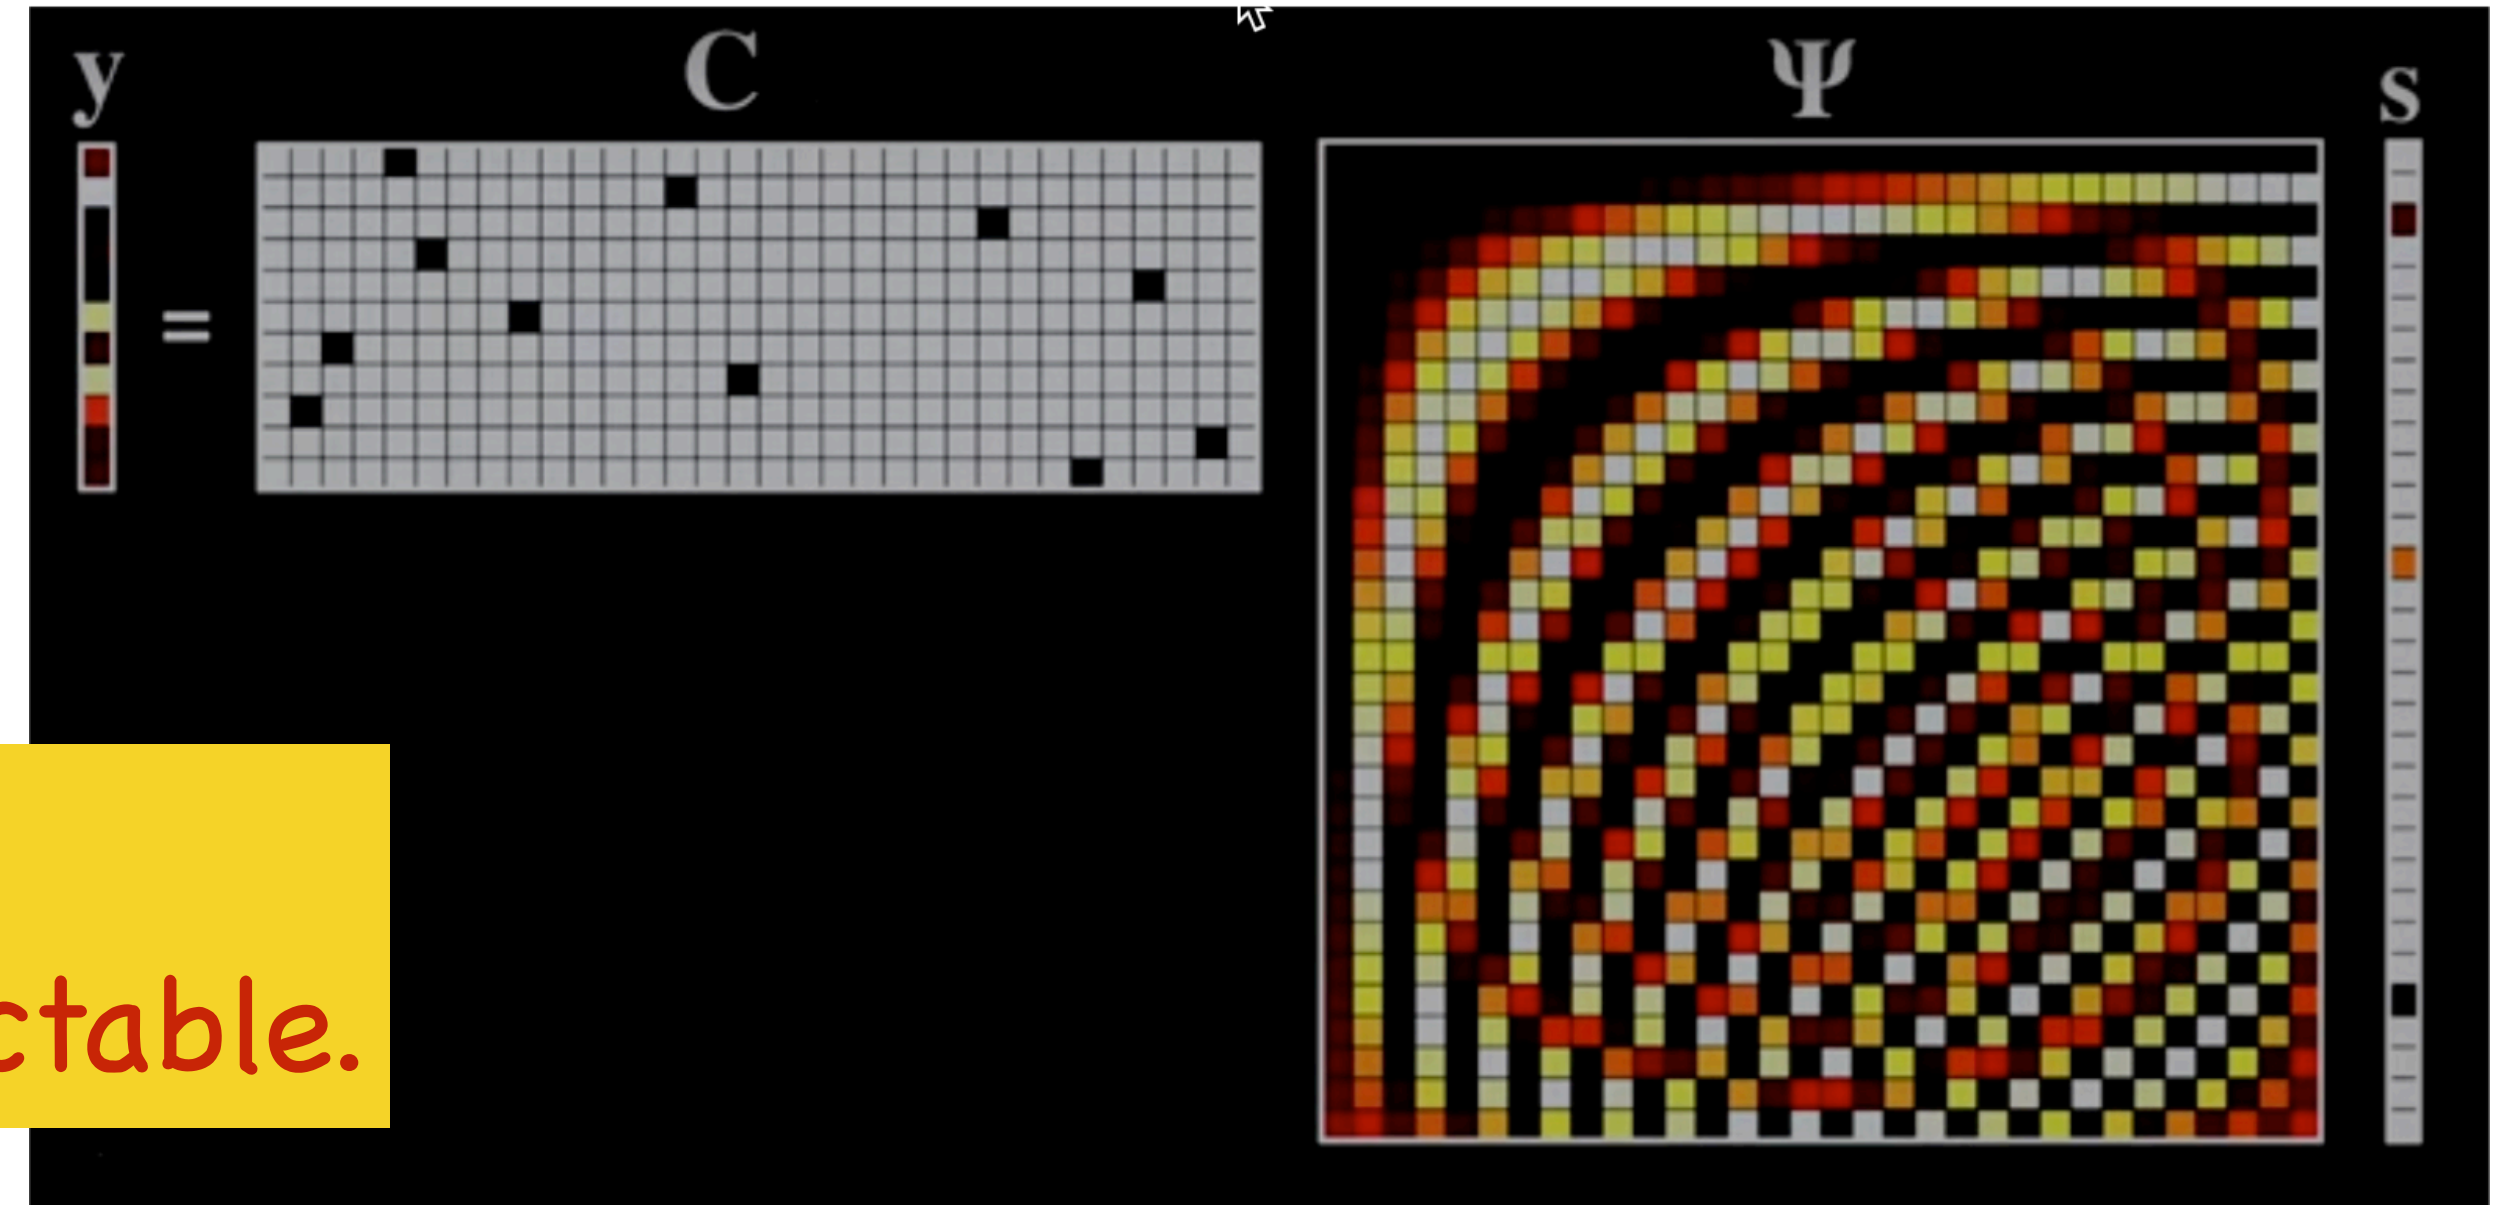 y C Ψ s
=
ctable.